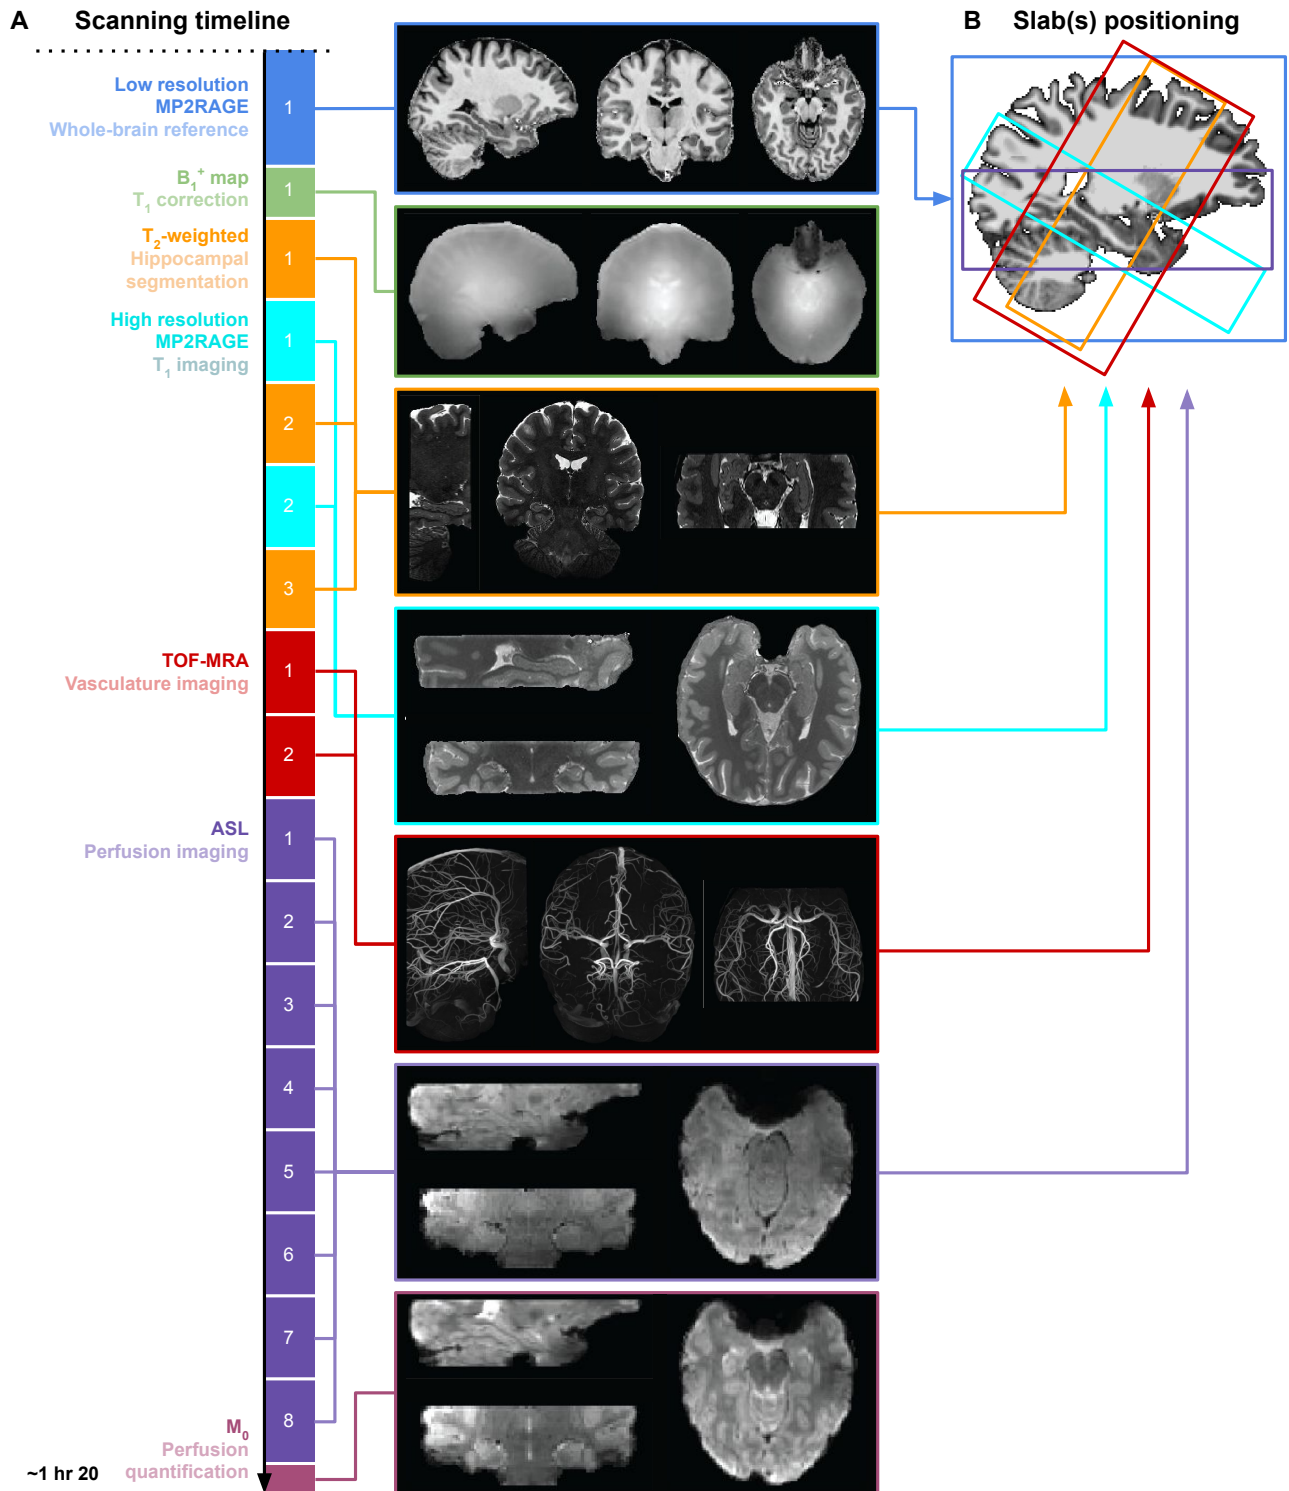 A Scanning timeline
B Slab(s) positioning
Low resolution
MP2RAGE
Whole-brain reference
1
B₁⁺ map
T₁ correction
1
T₂-weighted
Hippocampal
segmentation
1
High resolution
MP2RAGE
T₁ imaging
1
2
2
3
TOF-MRA
Vasculature imaging
1
2
ASL
Perfusion imaging
1
2
3
4
5
6
7
8
M₀
Perfusion
quantification
~1 hr 20